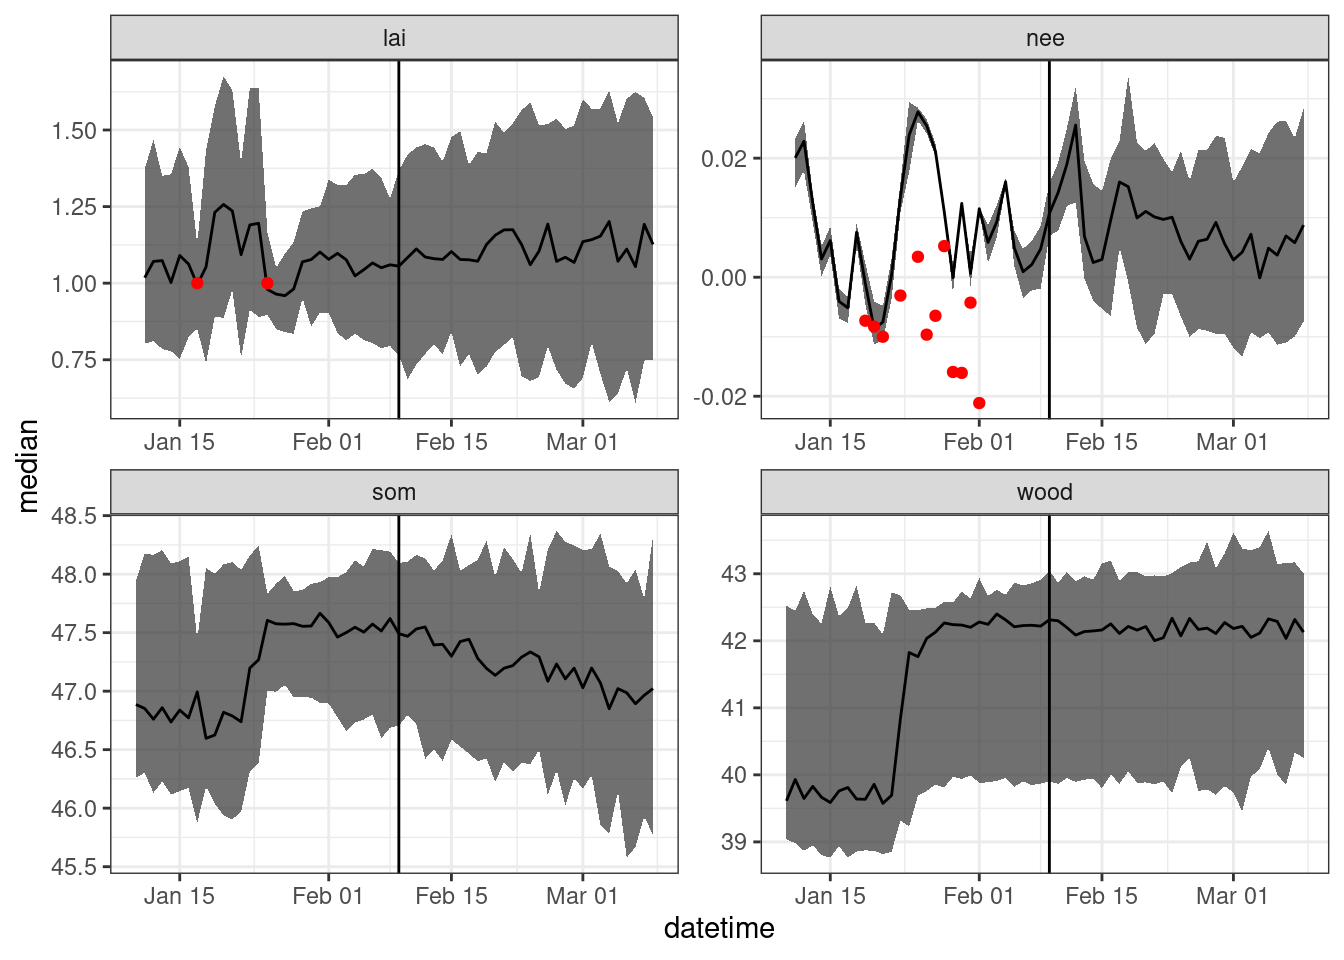 lai
nee
1.50
1.25
1.00
0.75
0.02
0.00
-0.02
Jan 15 Feb 01 Feb 15 Mar 01
Jan 15 Feb 01 Feb 15 Mar 01
median
som
wood
48.5
48.0
47.5
47.0
46.5
46.0
45.5
43
42
41
40
39
Jan 15 Feb 01 Feb 15 Mar 01
Jan 15 Feb 01 Feb 15 Mar 01
datetime